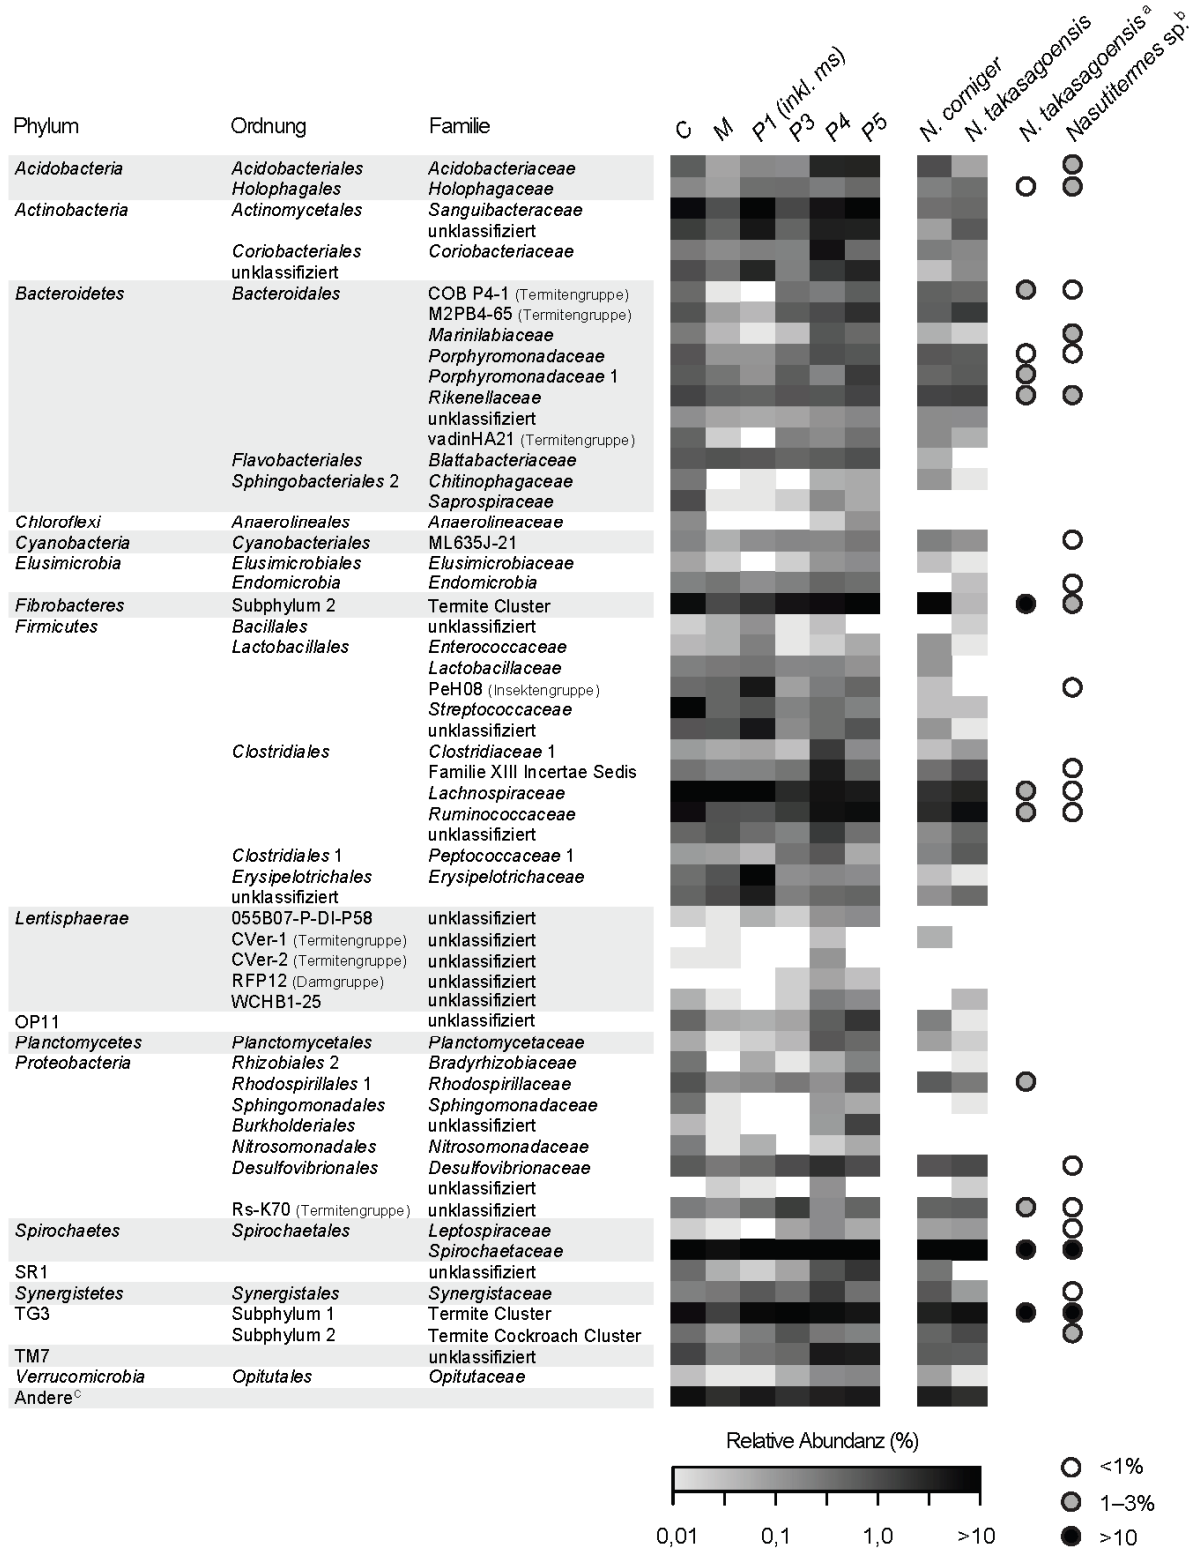 C M P1 (inkl. ms) P3 P4 P5 N. corniger N. takasagoensis N. takasagoensis a Nasutitermes sp. b
Phylum Ordnung Familie
Acidobacteria Acidobacteriales Acidobacteriaceae
Holophagales Holophagaceae
Actinobacteria Actinomycetales Sanguibacteraceae
unklassifiziert
Coriobacteriales Coriobacteriaceae
unklassifiziert
Bacteroidetes Bacteroidales COB P4-1 (Termitengruppe)
M2PB4-65 (Termitengruppe)
Marinilabiaceae
Porphyromonadaceae
Porphyromonadaceae 1
Rikenellaceae
unklassifiziert
vadinHA21 (Termitengruppe)
Flavobacteriales Blattabacteriaceae
Sphingobacteriales 2 Chitinophagaceae
Saprospiraceae
Chloroflexi Anaerolineales Anaerolineaceae
Cyanobacteria Cyanobacteriales ML635J-21
Elusimicrobia Elusimicrobiales Elusimicrobiaceae
Endomicrobia Endomicrobia
Fibrobacteres Subphylum 2 Termite Cluster
Firmicutes Bacillales unklassifiziert
Lactobacillales Enterococcaceae
Lactobacillaceae
PeH08 (Insektengruppe)
Streptococcaceae
unklassifiziert
Clostridiales Clostridiaceae 1
Familie XIII Incertae Sedis
Lachnospiraceae
Ruminococcaceae
unklassifiziert
Clostridiales 1 Peptococcaceae 1
Erysipelotrichales Erysipelotrichaceae
unklassifiziert
Lentisphaerae 055B07-P-DI-P58 unklassifiziert
CVer-1 (Termitengruppe) unklassifiziert
CVer-2 (Termitengruppe) unklassifiziert
RFP12 (Darmgruppe) unklassifiziert
WCHB1-25 unklassifiziert
OP11 unklassifiziert
Planctomycetes Planctomycetales Planctomycetaceae
Proteobacteria Rhizobiales 2 Bradyrhizobiaceae
Rhodospirillales 1 Rhodospirillaceae
Sphingomonadales Sphingomonadaceae
Burkholderiales unklassifiziert
Nitrosomonadales Nitrosomonadaceae
Desulfovibrionales Desulfovibrionaceae
unklassifiziert
Rs-K70 (Termitengruppe) unklassifiziert
Spirochaetes Spirochaetales Leptospiraceae
Spirochaetaceae
SR1 unklassifiziert
Synergistetes Synergistales Synergistaceae
TG3 Subphylum 1 Termite Cluster
Subphylum 2 Termite Cockroach Cluster
TM7 unklassifiziert
Verrucomicrobia Opitutales Opitutaceae
Andere C
Relative Abundanz (%)
0,01 0,1 1,0 >10
<1%
1–3%
>10